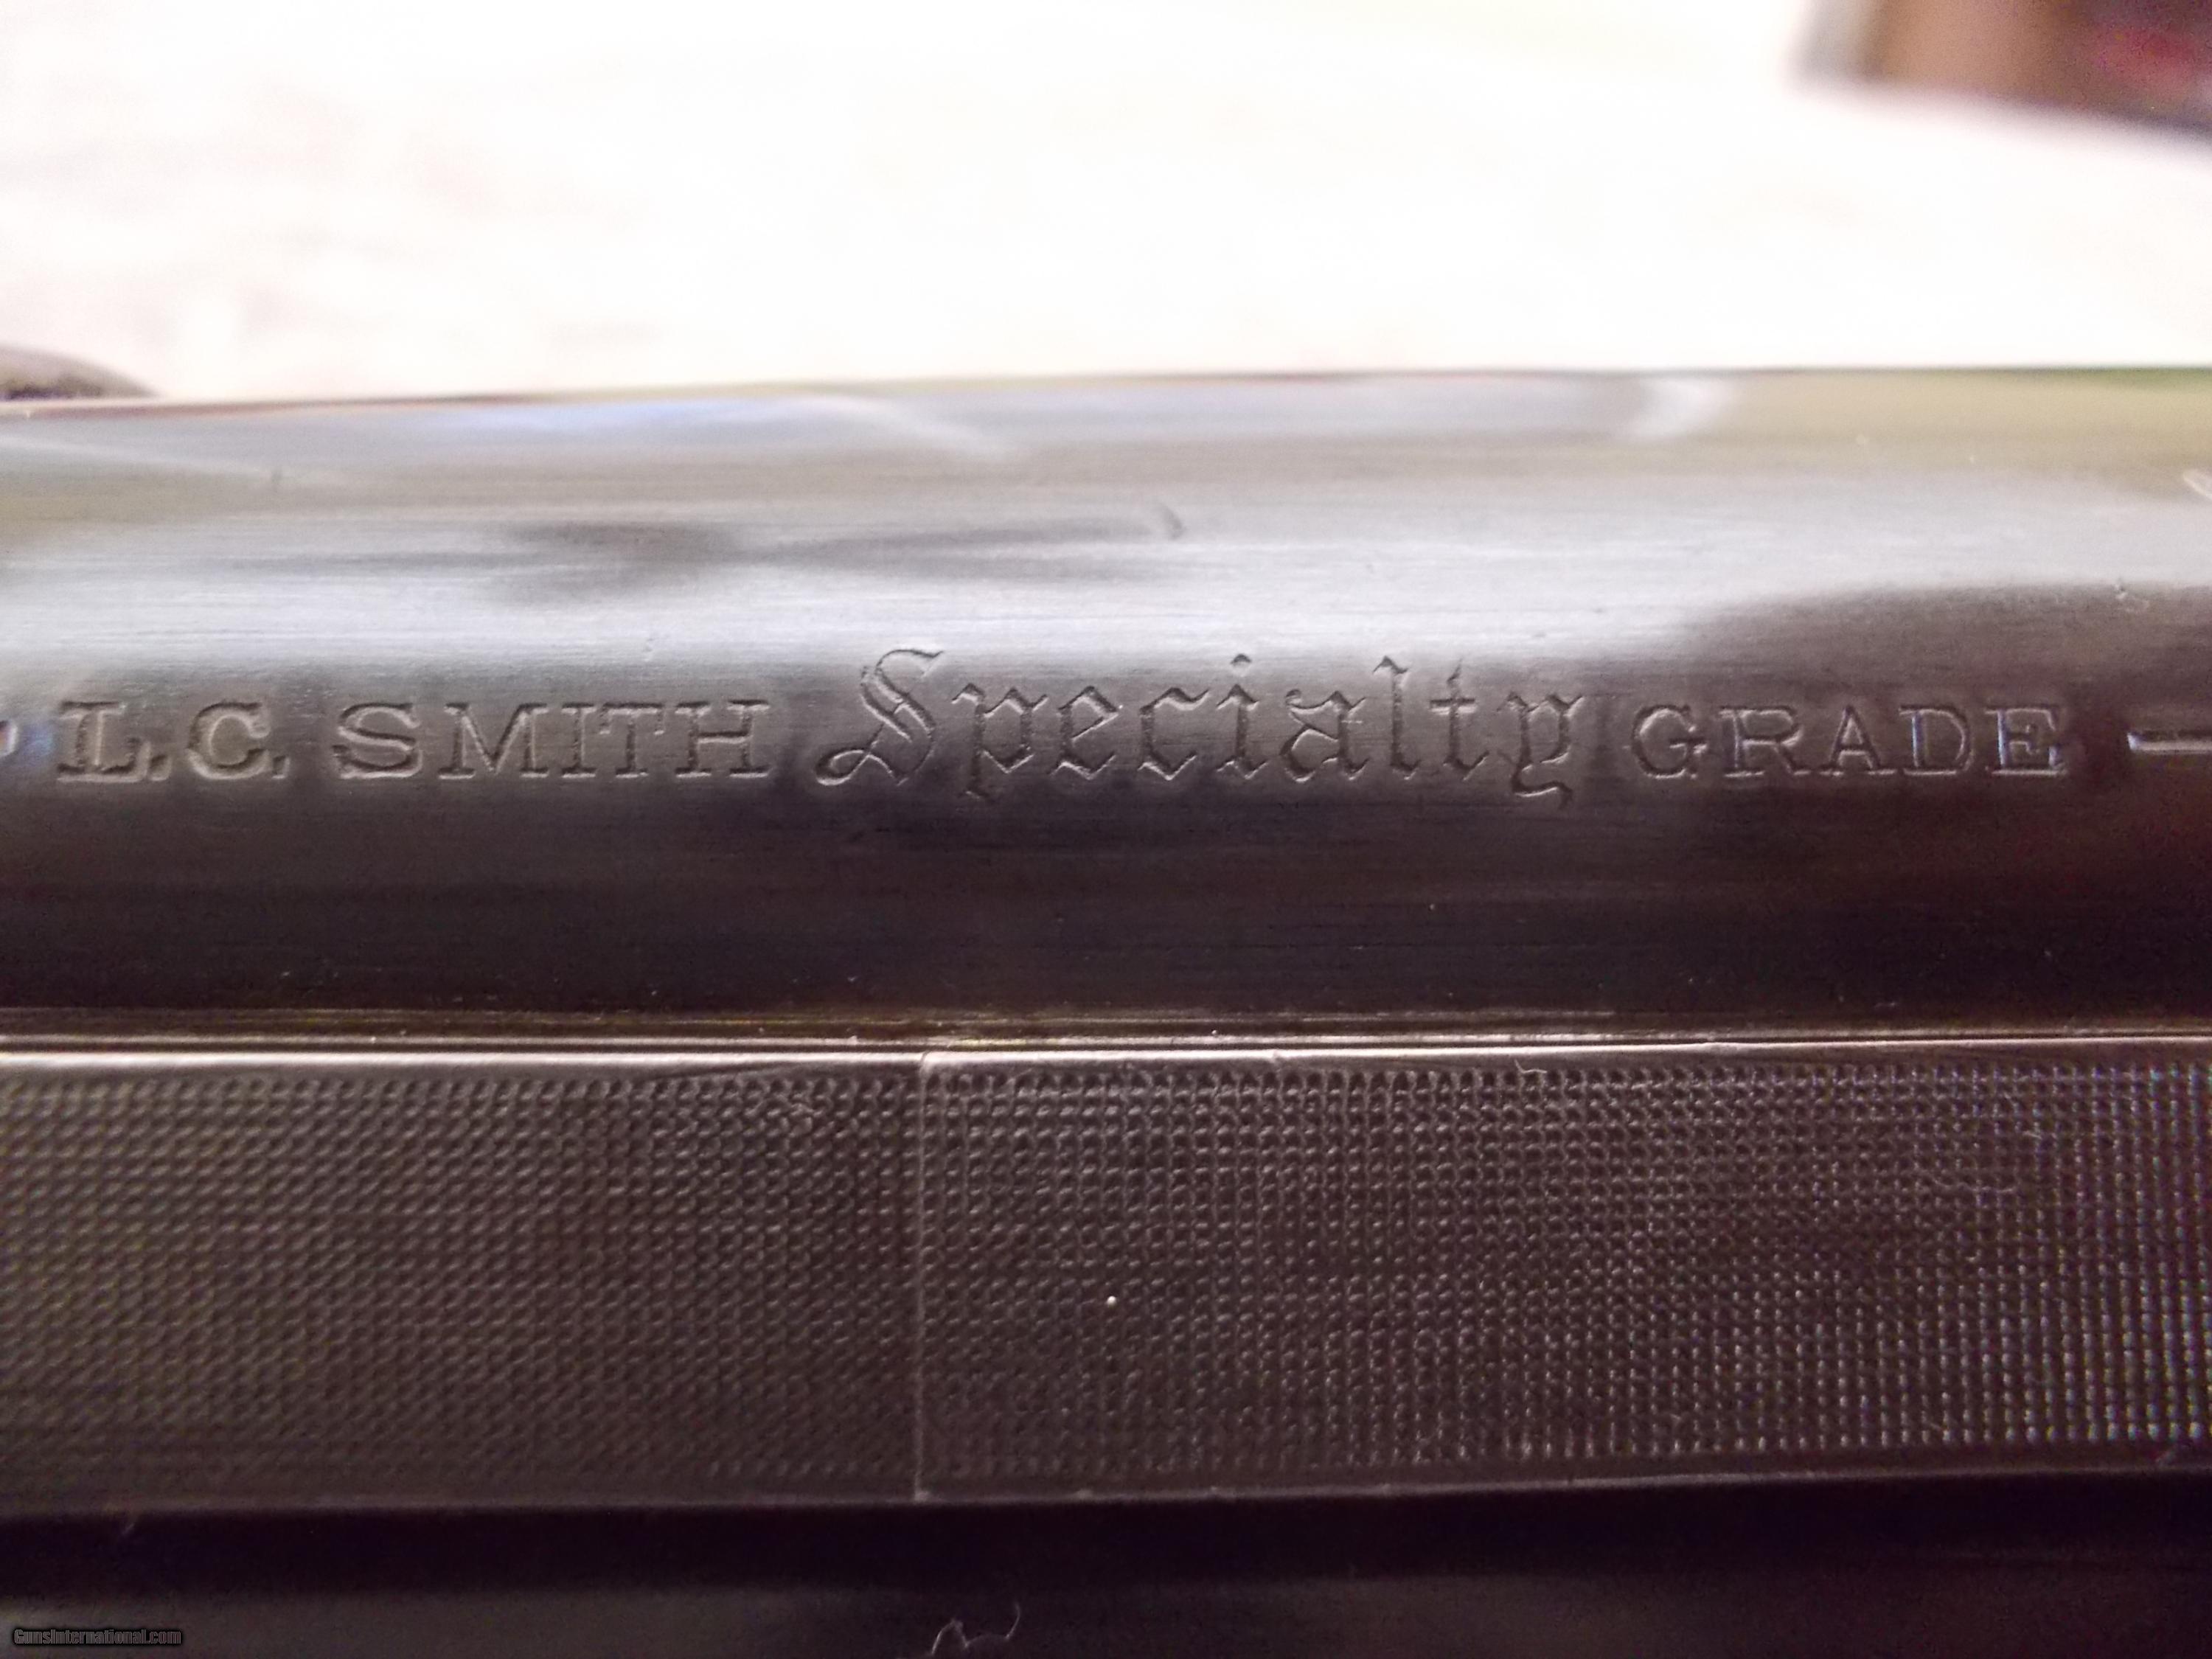 L.C. SMITH Specialty GRADE —
GunsInternational.com